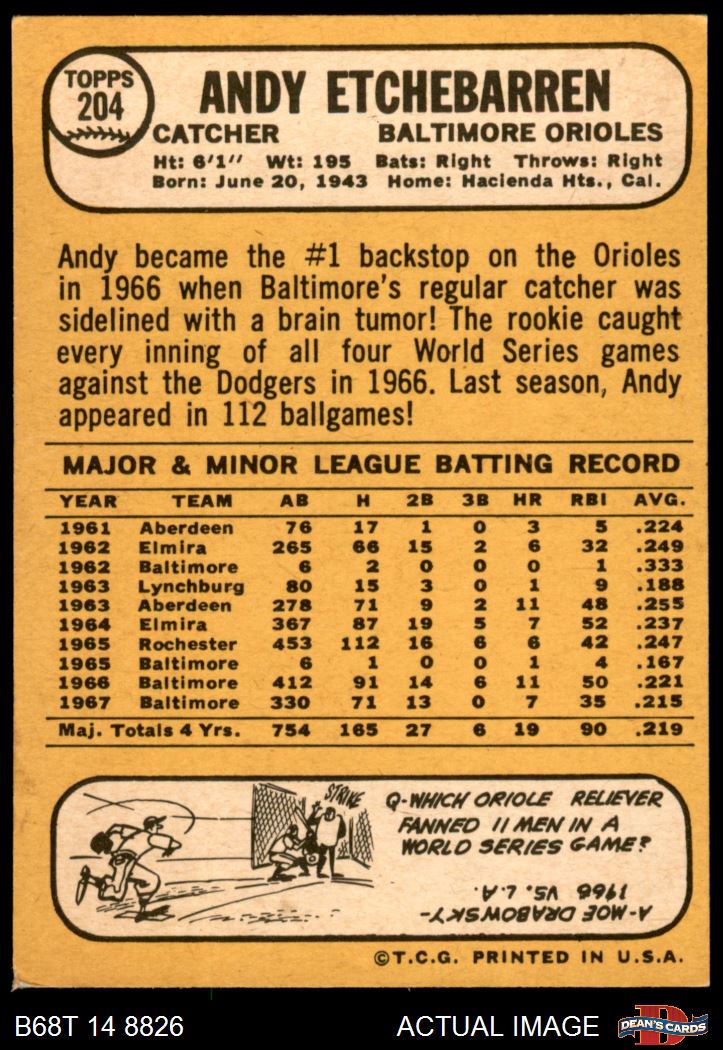 TOPPS
204
ANDY ETCHEBARREN
CATCHER BALTIMORE ORIOLES
Ht: 6'1" Wt: 195 Bats: Right Throws: Right
Born: June 20, 1943 Home: Hacienda Hts., Cal.
Andy became the #1 backstop on the Orioles
in 1966 when Baltimore's regular catcher was
sidelined with a brain tumor! The rookie caught
every inning of all four World Series games
against the Dodgers in 1966. Last season, Andy
appeared in 112 ballgames!
MAJOR & MINOR LEAGUE BATTING RECORD
YEAR TEAM AB H 2B 3B HR RBI AVG.
1961 Aberdeen 76 17 1 0 3 5 .224
1962 Elmira 265 66 15 2 6 32 .249
1962 Baltimore 6 2 0 0 0 1 .333
1963 Lynchburg 80 15 3 0 1 9 .188
1963 Aberdeen 278 71 9 2 11 48 .255
1964 Elmira 367 87 19 5 7 52 .237
1965 Rochester 453 112 16 6 6 42 .247
1965 Baltimore 6 1 0 0 1 4 .167
1966 Baltimore 412 91 14 6 11 50 .221
1967 Baltimore 330 71 13 0 7 35 .215
Maj. Totals 4 Yrs. 754 165 27 6 19 90 .219
STRIKE
Q-WHICH ORIOLE RELIEVER
FANNED 11 MEN IN A
WORLD SERIES GAME?
A-MOE DRABOWSKY-
1966 VS. L.A.
©T.C.G. PRINTED IN U.S.A.
B68T 14 8826 ACTUAL IMAGE
D
DEAN'S CARDS